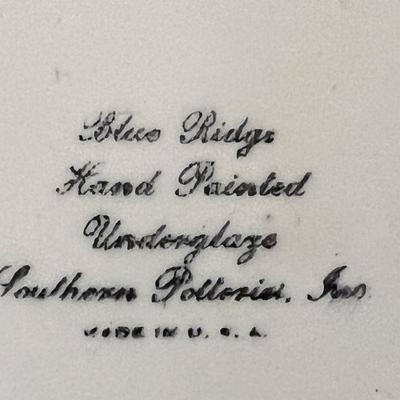 Blue Ridge
Hand Painted
Underglaze
Southern Potteries, Inc.
MADE IN U. S. A.